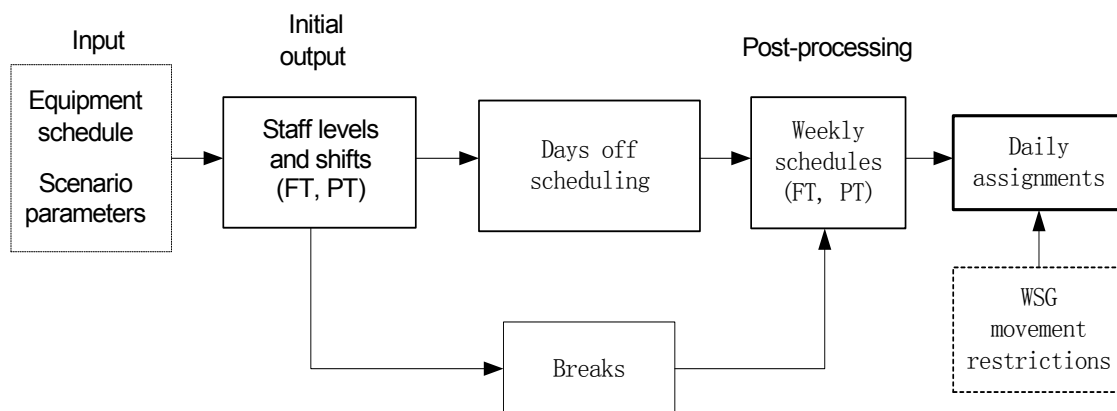 Input
Equipment
schedule
Scenario
parameters
Initial
output
Staff levels
and shifts
(FT, PT)
Days off
scheduling
Breaks
Post-processing
Weekly
schedules
(FT, PT)
Daily
assignments
WSG
movement
restrictions